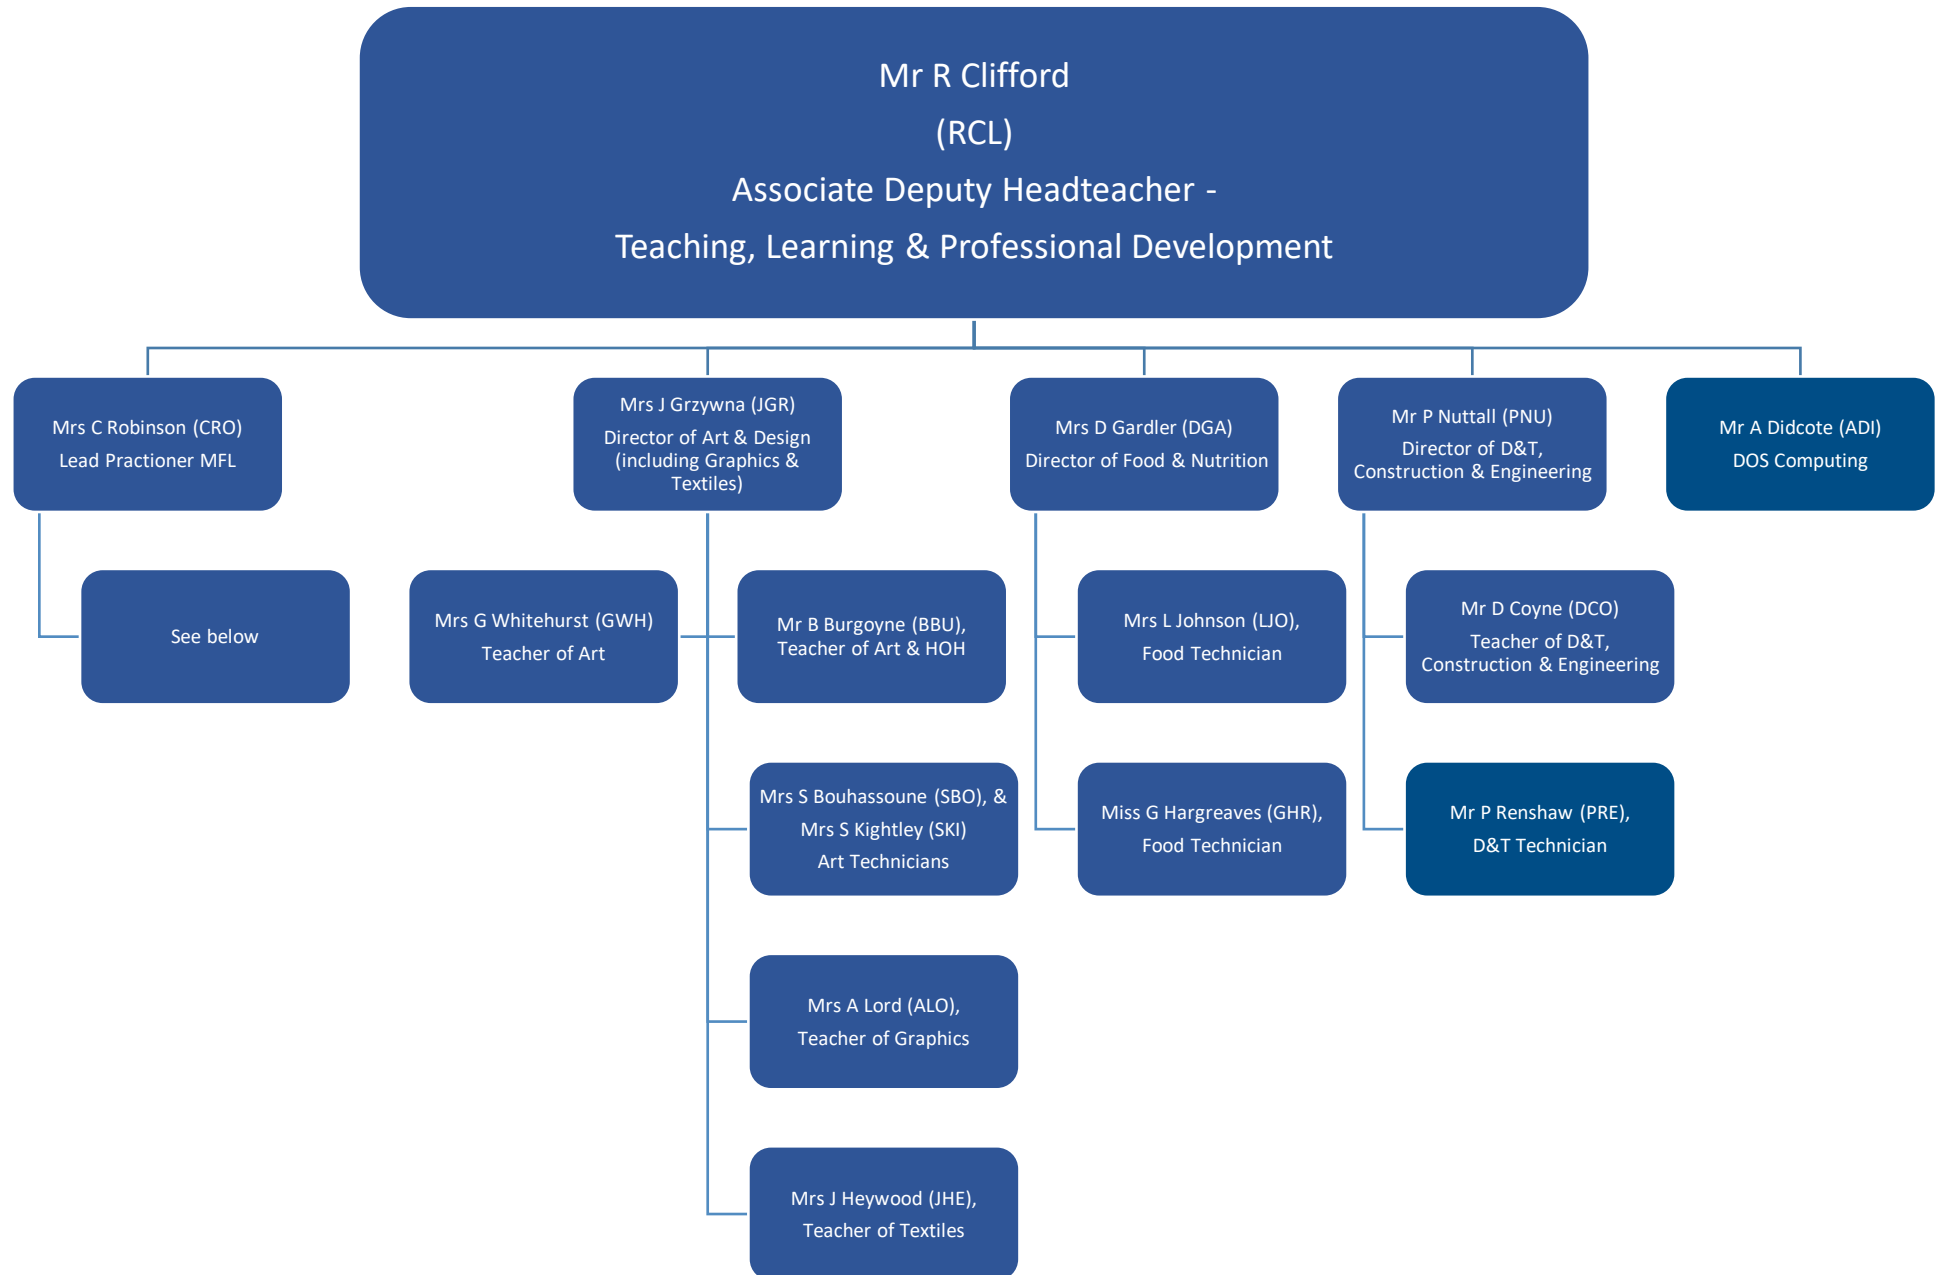 Mr R Clifford
(RCL)
Associate Deputy Headteacher -
Teaching, Learning & Professional Development
Mrs C Robinson (CRO)
Lead Practioner MFL
Mrs J Grzywna (JGR)
Director of Art & Design
(including Graphics &
Textiles)
Mrs D Gardler (DGA)
Director of Food & Nutrition
Mr P Nuttall (PNU)
Director of D&T,
Construction & Engineering
Mr A Didcote (ADI)
DOS Computing
See below
Mrs G Whitehurst (GWH)
Teacher of Art
Mr B Burgoyne (BBU),
Teacher of Art & HOH
Mrs L Johnson (LJO),
Food Technician
Mr D Coyne (DCO)
Teacher of D&T,
Construction & Engineering
Mrs S Bouhassoune (SBO), &
Mrs S Kightley (SKI)
Art Technicians
Miss G Hargreaves (GHR),
Food Technician
Mr P Renshaw (PRE),
D&T Technician
Mrs A Lord (ALO),
Teacher of Graphics
Mrs J Heywood (JHE),
Teacher of Textiles